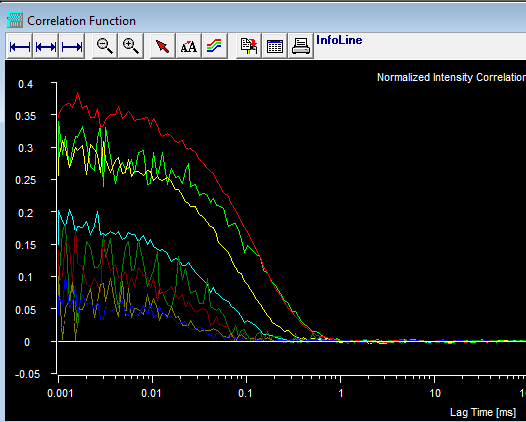 Correlation Function
InfoLine
Normalized Intensity Correlation
0.4
0.35
0.3
0.25
0.2
0.15
0.1
0.05
0
-0.05
0.001 0.01 0.1 1 10 100
Lag Time [ms]